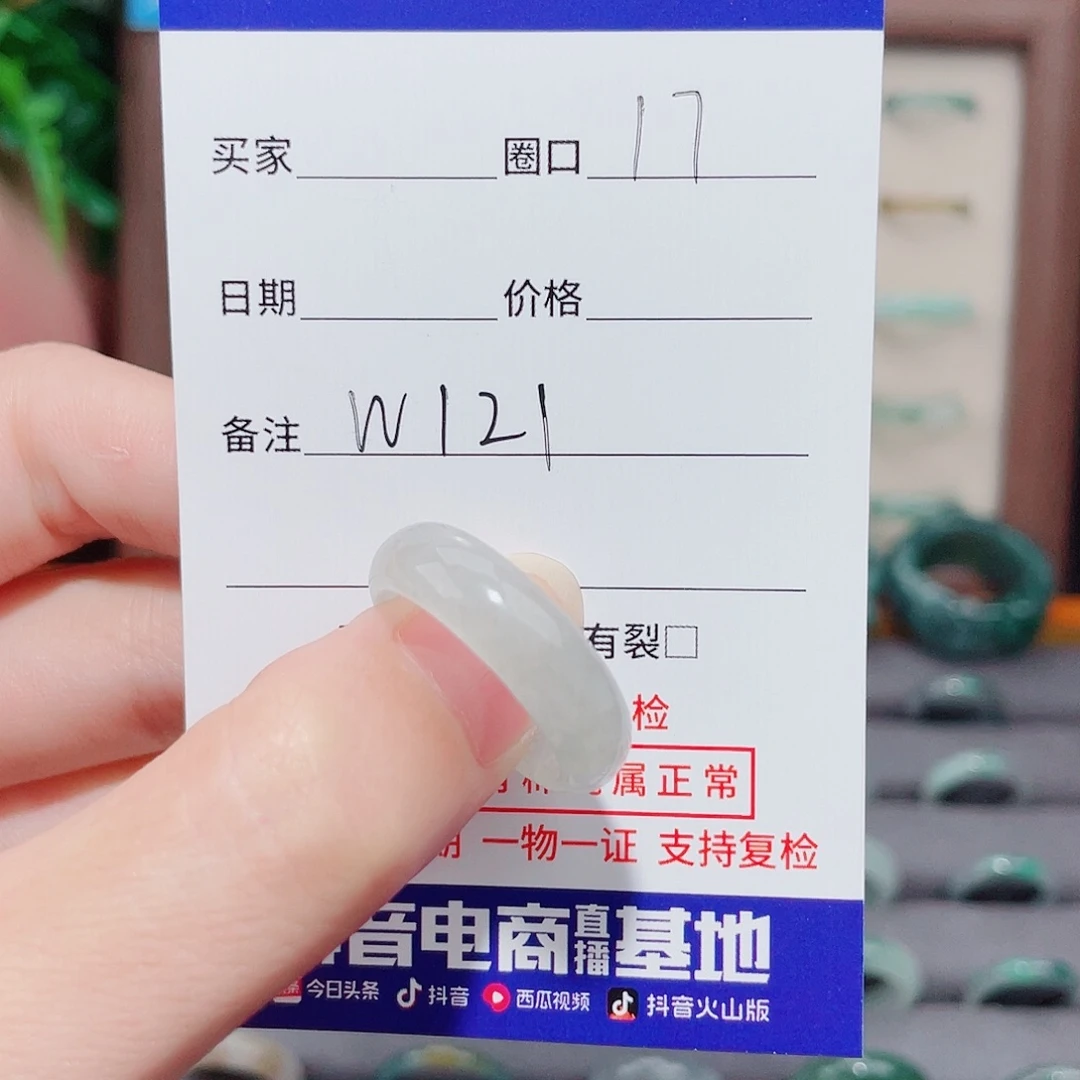 买家 圈口 17
日期 价格
备注 W121
有裂□
检
属正常
一物一证 支持复检
音电商直播基地
今日头条 抖音 西瓜视频 抖音火山版